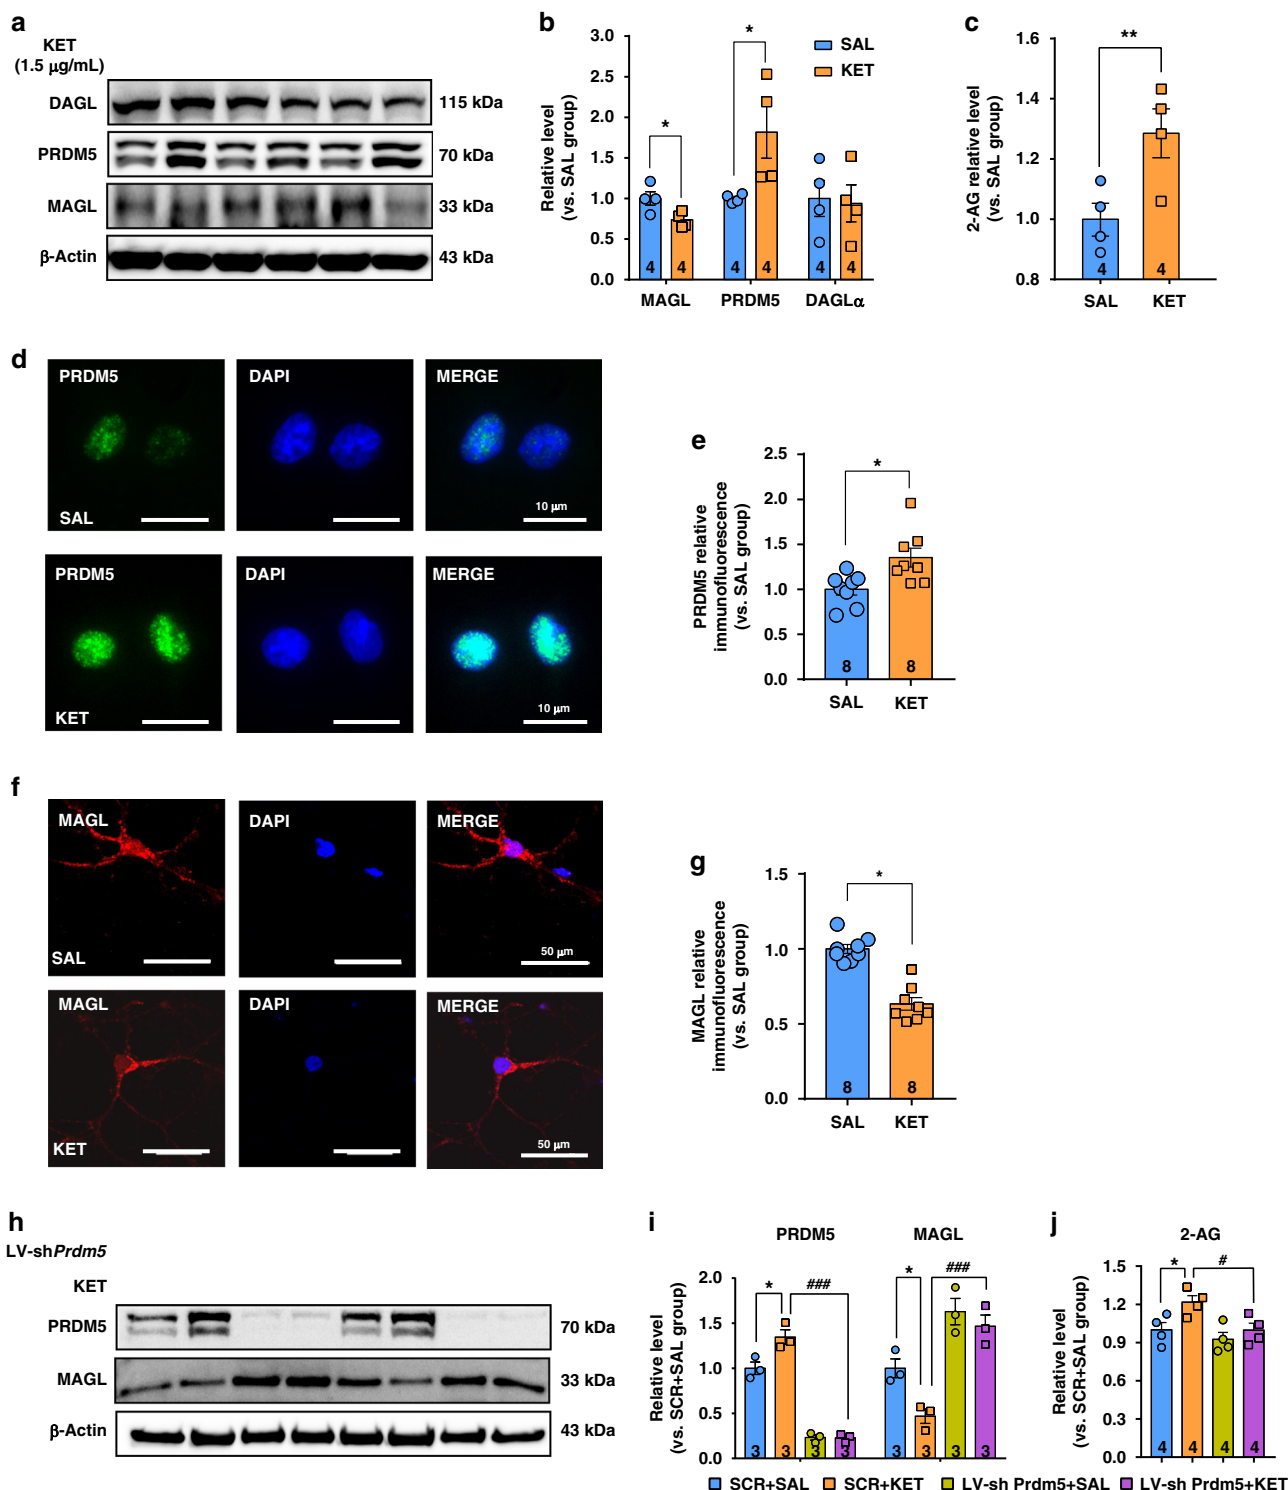 a
KET
(1.5 μg/mL)
DAGL
115 kDa
PRDM5
70 kDa
MAGL
33 kDa
β-Actin
43 kDa
b
Relative level
(vs. SAL group)
3.0
2.5
2.0
1.5
1.0
0.5
0.0
*
*
SAL
KET
4 4 4 4 4 4
MAGL PRDM5 DAGLα
c
2-AG relative level
(vs. SAL group)
1.6
1.4
1.2
1.0
0.8
**
4 4
SAL KET
d
PRDM5 DAPI MERGE
SAL 10 μm
PRDM5 DAPI MERGE
KET 10 μm
e
PRDM5 relative
immunofluorescence
(vs. SAL group)
2.5
2.0
1.5
1.0
0.5
0.0
*
8 8
SAL KET
f
MAGL DAPI MERGE
SAL 50 μm
MAGL DAPI MERGE
KET 50 μm
g
MAGL relative
immunofluorescence
(vs. SAL group)
1.5
1.0
0.5
0.0
*
8 8
SAL KET
h
LV-shPrdm5
KET
PRDM5
70 kDa
MAGL
33 kDa
β-Actin
43 kDa
i
PRDM5 MAGL
Relative level
(vs. SCR+SAL group)
2.0
1.5
1.0
0.5
0.0
* ### * ###
3 3 3 3 3 3 3 3
j
2-AG
Relative level
(vs. SCR+SAL group)
1.5
1.2
0.9
0.6
0.3
0.0
* #
4 4 4 4
SCR+SAL SCR+KET LV-sh Prdm5+SAL LV-sh Prdm5+KET